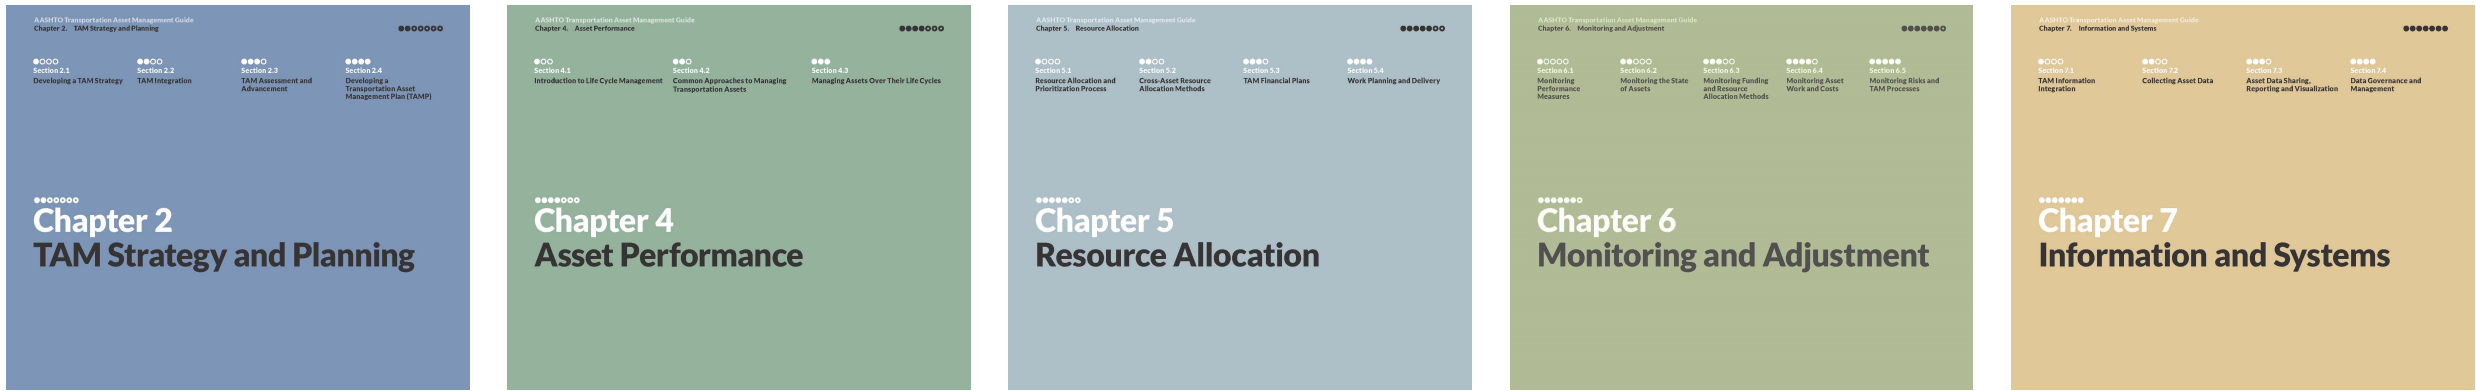 AASHTO Transportation Asset Management Guide
Chapter 2. TAM Strategy and Planning
Section 2.1
Developing a TAM Strategy
Section 2.2
TAM Integration
Section 2.3
TAM Assessment and
Advancement
Section 2.4
Developing a
Transportation Asset
Management Plan (TAMP)
Chapter 2
TAM Strategy and Planning
AASHTO Transportation Asset Management Guide
Chapter 4. Asset Performance
Section 4.1
Introduction to Life Cycle Management
Section 4.2
Common Approaches to Managing
Transportation Assets
Section 4.3
Managing Assets Over Their Life Cycles
Chapter 4
Asset Performance
AASHTO Transportation Asset Management Guide
Chapter 5. Resource Allocation
Section 5.1
Resource Allocation and
Prioritization Process
Section 5.2
Cross-Asset Resource
Allocation Methods
Section 5.3
TAM Financial Plans
Section 5.4
Work Planning and Delivery
Chapter 5
Resource Allocation
AASHTO Transportation Asset Management Guide
Chapter 6. Monitoring and Adjustment
Section 6.1
Monitoring
Performance
Measures
Section 6.2
Monitoring the State
of Assets
Section 6.3
Monitoring Funding
and Resource
Allocation Methods
Section 6.4
Monitoring Asset
Work and Costs
Section 6.5
Monitoring Risks and
TAM Processes
Chapter 6
Monitoring and Adjustment
AASHTO Transportation Asset Management Guide
Chapter 7. Information and Systems
Section 7.1
TAM Information
Integration
Section 7.2
Collecting Asset Data
Section 7.3
Asset Data Sharing,
Reporting and Visualization
Section 7.4
Data Governance and
Management
Chapter 7
Information and Systems